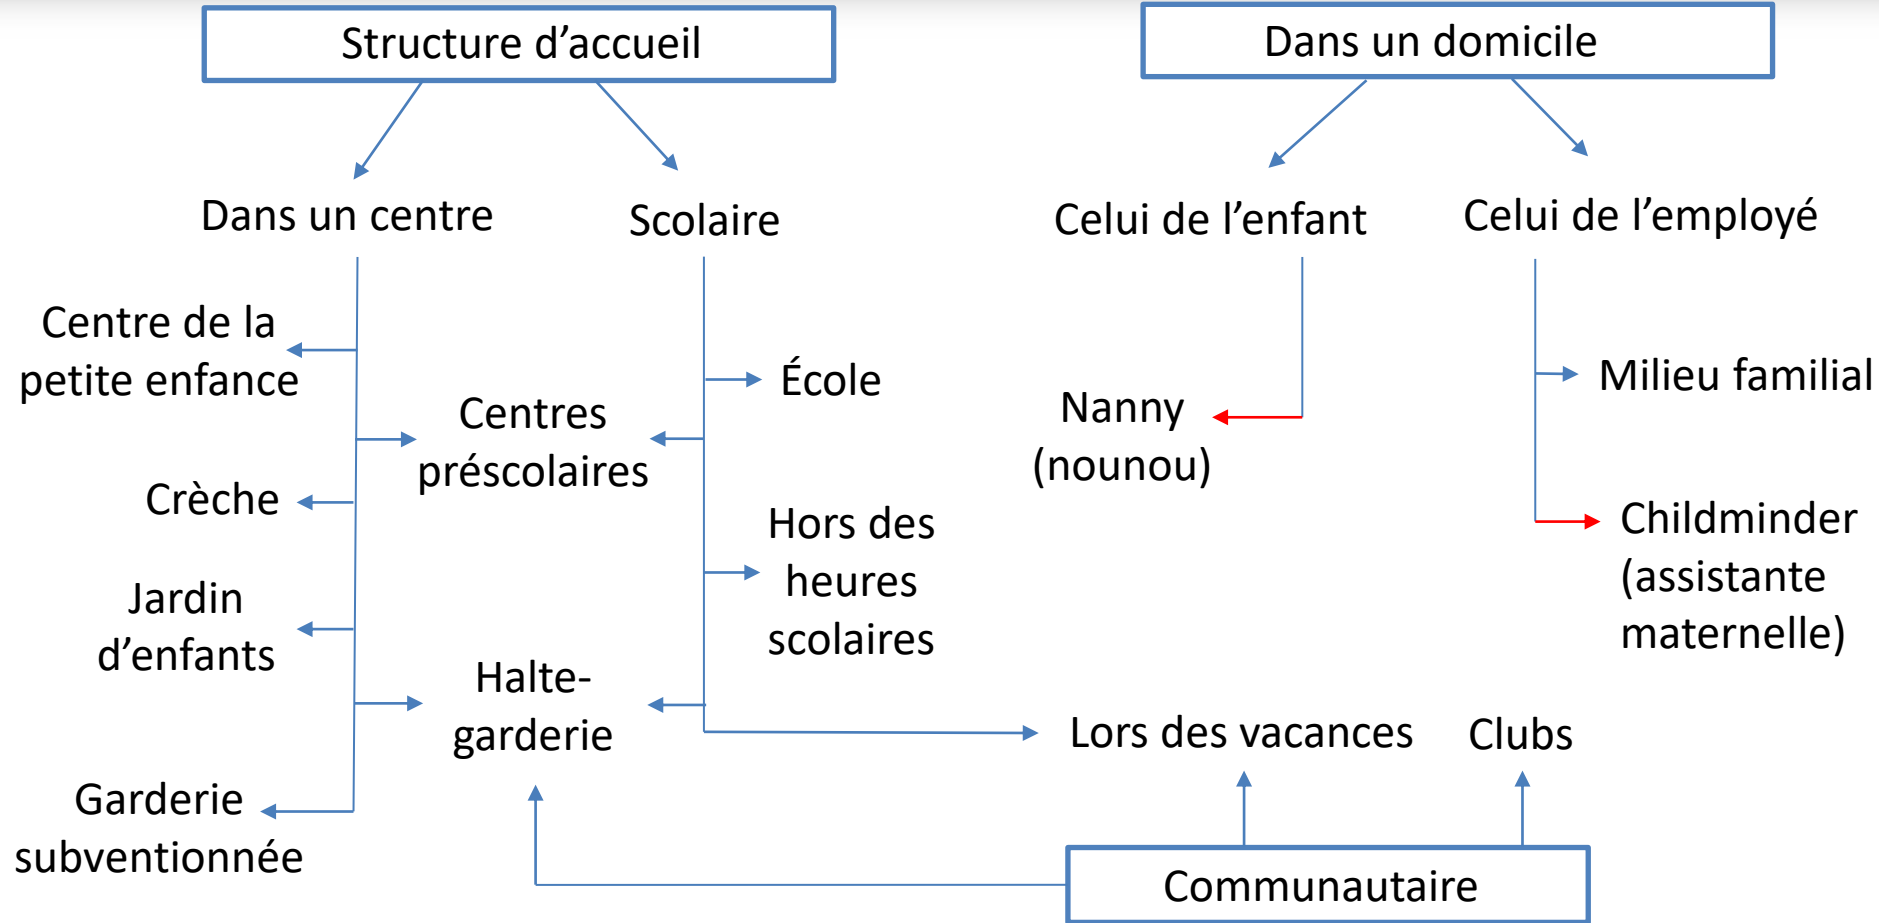 Structure d’accueil
Dans un domicile
Dans un centre
Scolaire
Celui de l’enfant
Celui de l’employé
Centre de la
petite enfance
École
Milieu familial
Centres
préscolaires
Nanny
(nounou)
Crèche
Hors des
heures
scolaires
Childminder
(assistante
maternelle)
Jardin
d’enfants
Halte-
garderie
Lors des vacances
Clubs
Garderie
subventionnée
Communautaire